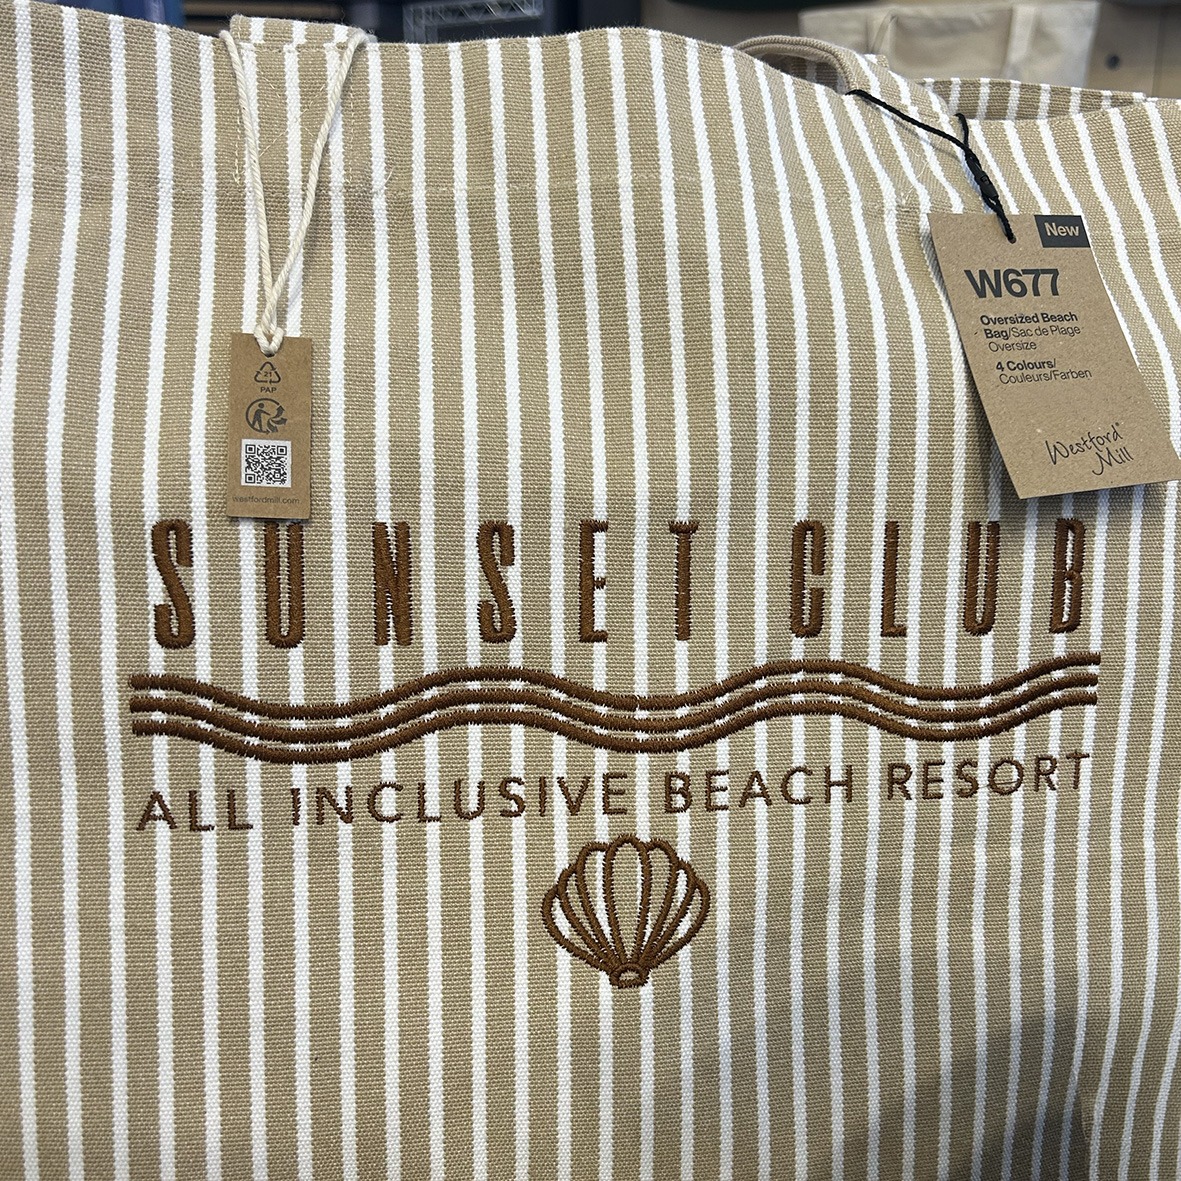 New
W677
Oversized Beach
Bag/Sac de Plage
Oversize
4 Colours/
Couleurs/Farben
Westford®
Mill
21
PAP
westfordmill.com
SUNSET CLUB
ALL INCLUSIVE BEACH RESORT